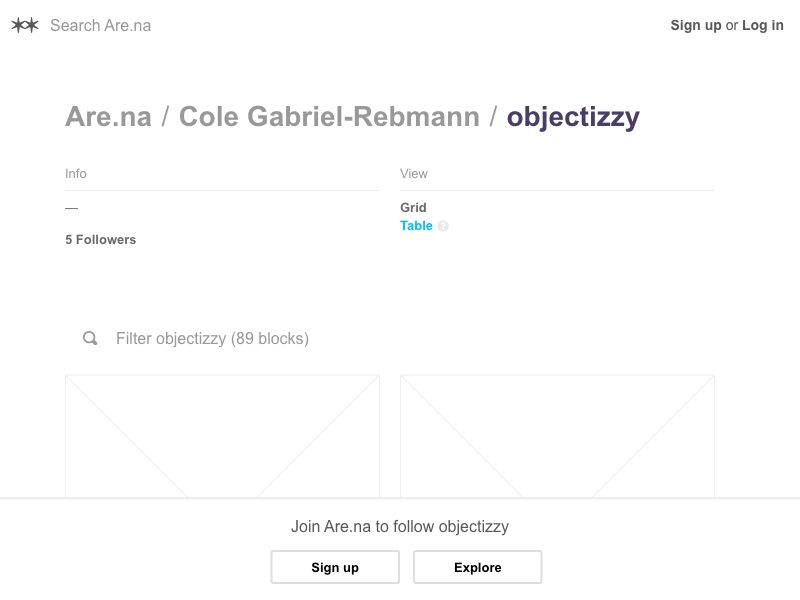 Search Are.na
Sign up or Log in
Are.na / Cole Gabriel-Rebmann / objectizzy
Info
—
5 Followers
View
Grid
Table ?
Filter objectizzy (89 blocks)
Join Are.na to follow objectizzy
Sign up
Explore